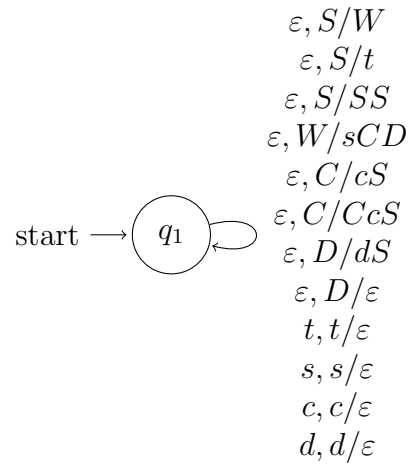 ε, S/W
ε, S/t
ε, S/SS
ε, W/sCD
ε, C/cS
ε, C/CcS
ε, D/dS
ε, D/ε
t, t/ε
s, s/ε
c, c/ε
d, d/ε
start
q₁